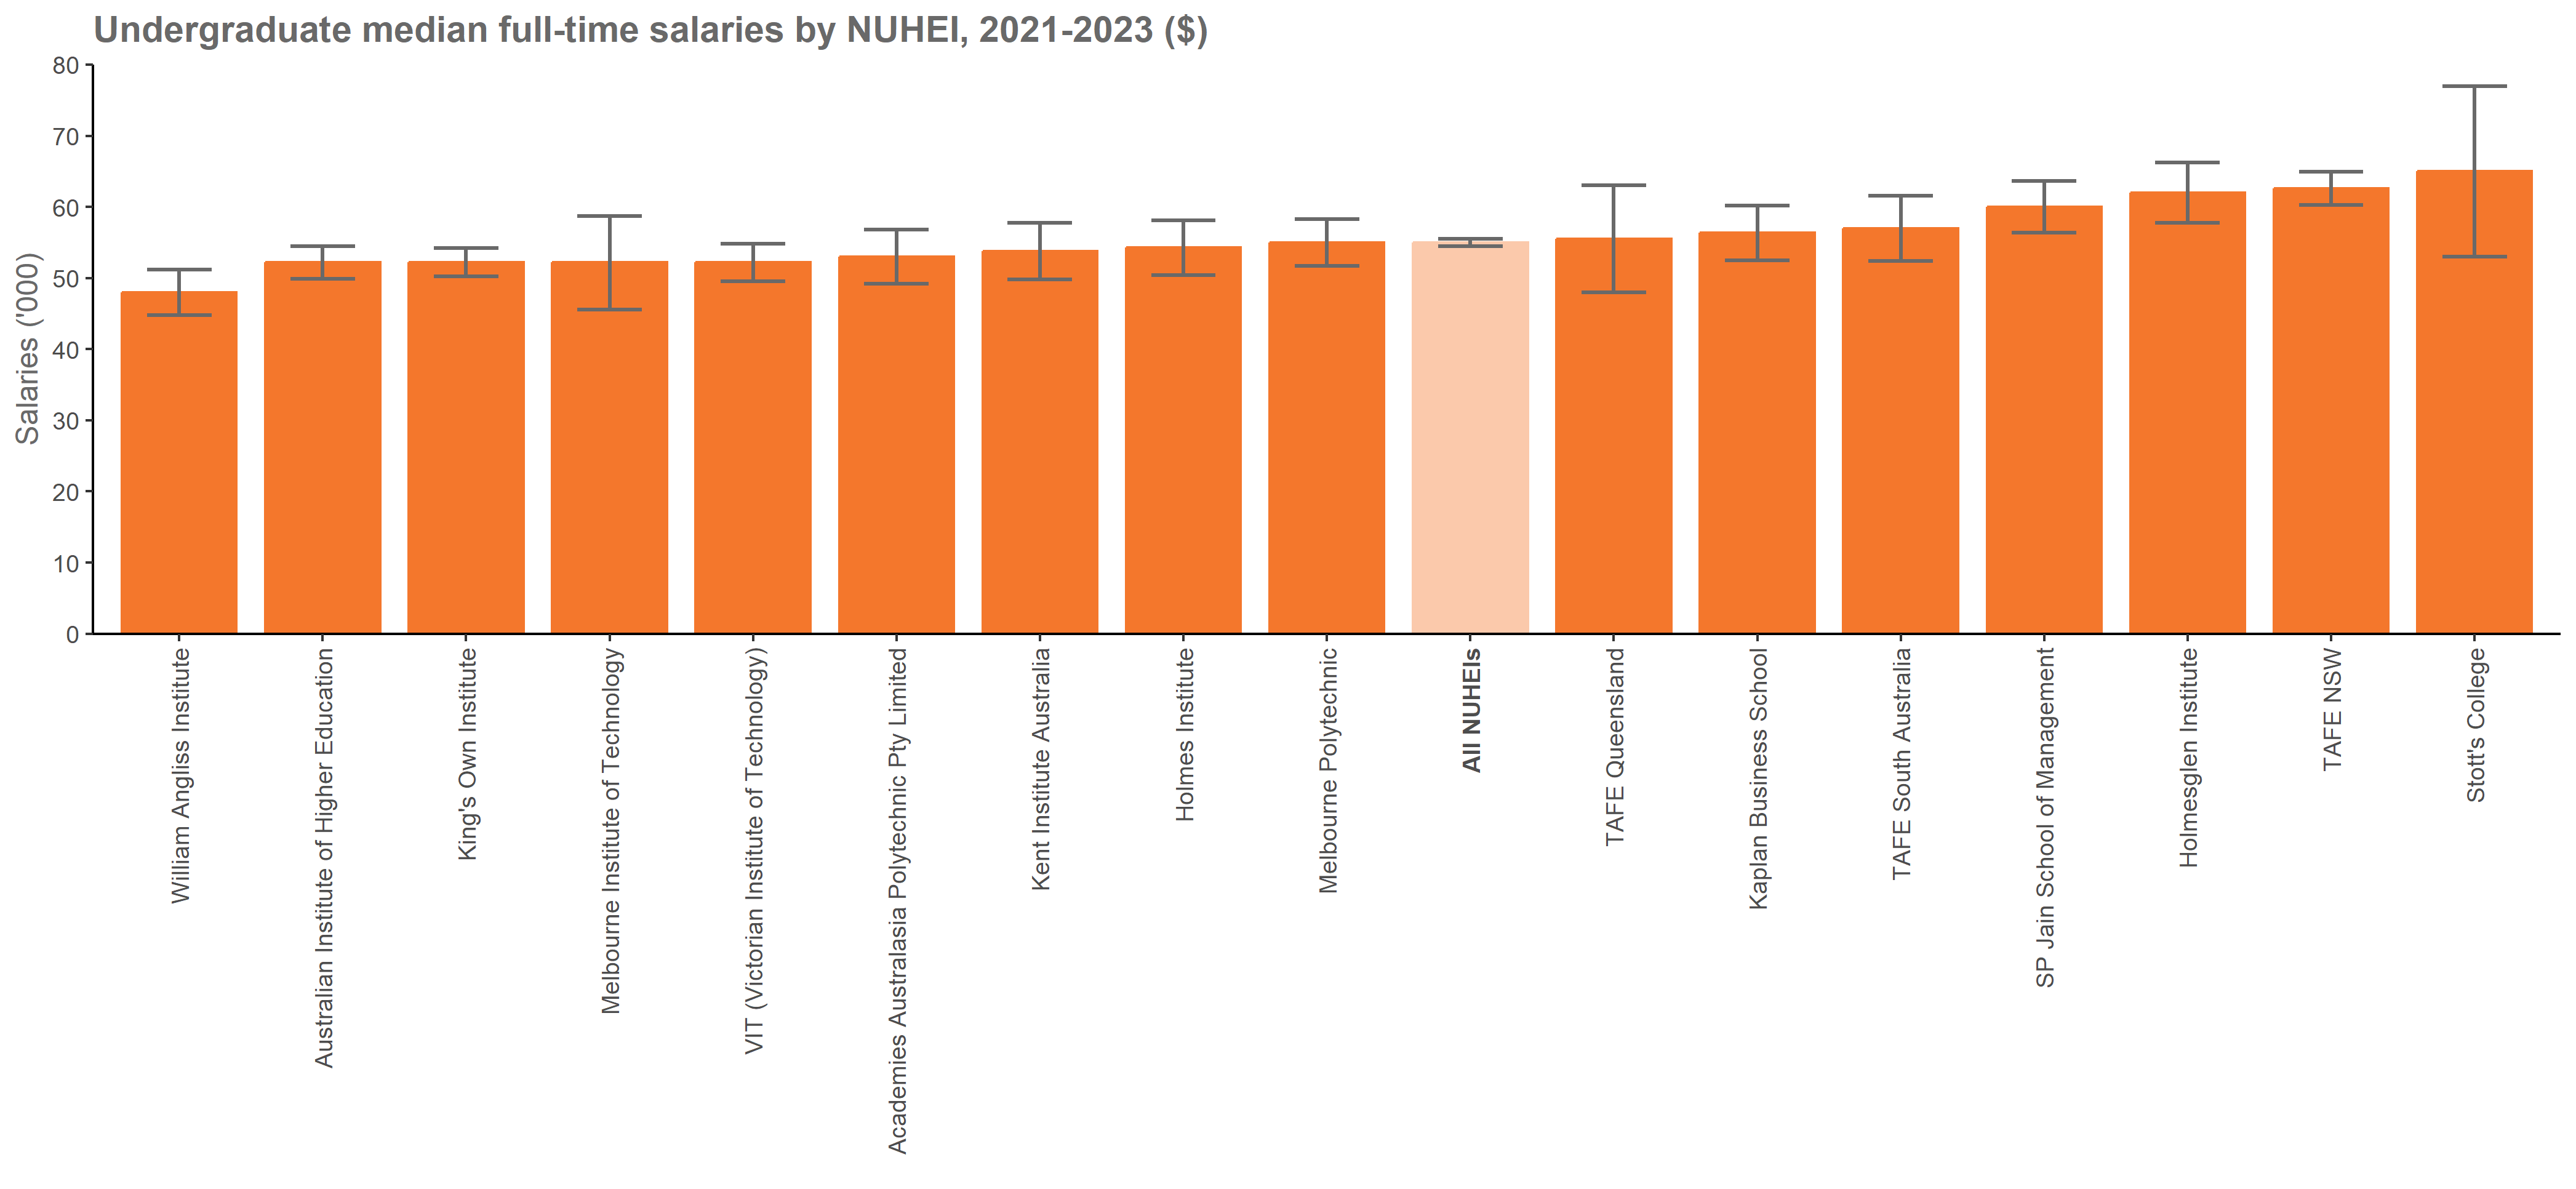 Undergraduate median full-time salaries by NUHEI, 2021-2023 ($)
Salaries ('000)
80
70
60
50
40
30
20
10
0
William Angliss Institute
Australian Institute of Higher Education
King's Own Institute
Melbourne Institute of Technology
VIT (Victorian Institute of Technology)
Academies Australasia Polytechnic Pty Limited
Kent Institute Australia
Holmes Institute
Melbourne Polytechnic
All NUHEIs
TAFE Queensland
Kaplan Business School
TAFE South Australia
SP Jain School of Management
Holmesglen Institute
TAFE NSW
Stott's College